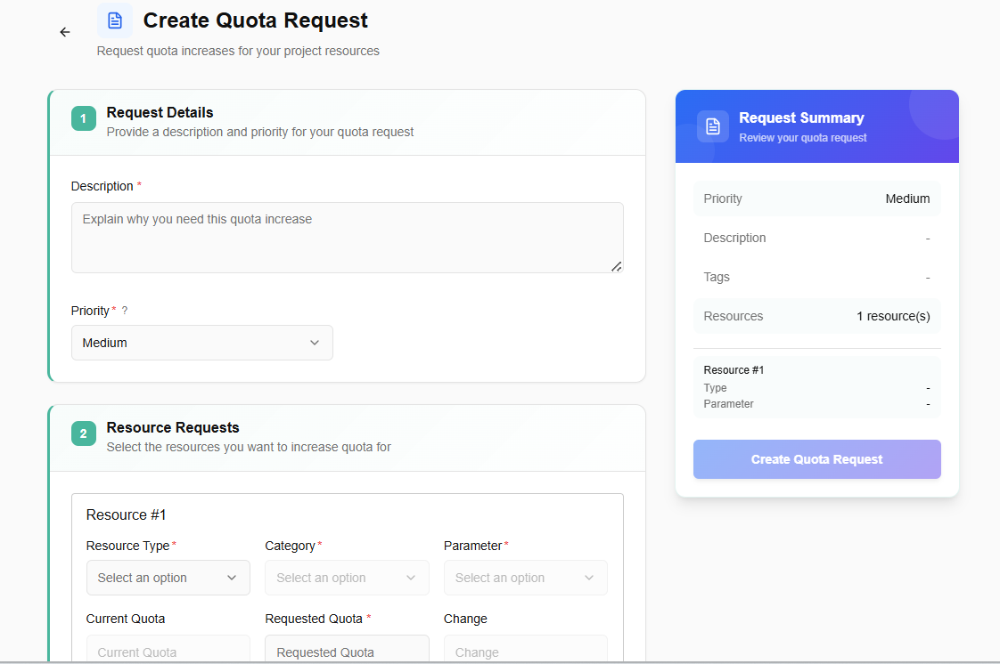 Create Quota Request
Request quota increases for your project resources
1
Request Details
Provide a description and priority for your quota request
Description *
Explain why you need this quota increase
Priority * ?
Medium
2
Resource Requests
Select the resources you want to increase quota for
Resource #1
Resource Type * Category * Parameter *
Select an option Select an option Select an option
Current Quota Requested Quota * Change
Current Quota Requested Quota Change
Request Summary
Review your quota request
Priority Medium
Description -
Tags -
Resources 1 resource(s)
Resource #1
Type -
Parameter -
Create Quota Request